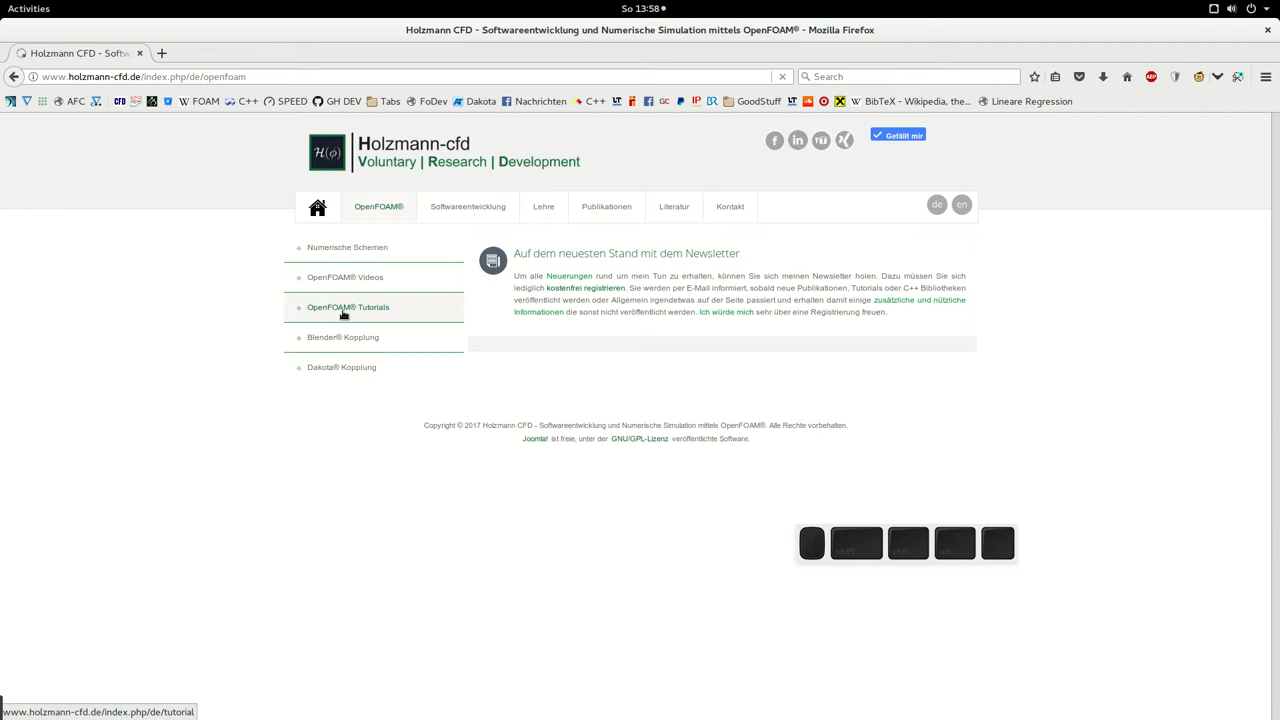 Activities
So 13:58
Holzmann CFD - Softwareentwicklung und Numerische Simulation mittels OpenFOAM® - Mozilla Firefox
Holzmann CFD - Softw
www.holzmann-cfd.de/index.php/de/openfoam
Search
AFC
CFD
FOAM
C++
SPEED
GH DEV
Tabs
FoDev
Dakota
Nachrichten
C++
GC
IP
BR
GoodStuff
BibTeX - Wikipedia, the...
Lineare Regression
H(ϕ)
Holzmann-cfd
Voluntary | Research | Development
Gefällt mir
OpenFOAM®
Softwareentwicklung
Lehre
Publikationen
Literatur
Kontakt
de
en
Numerische Schemen
OpenFOAM® Videos
OpenFOAM® Tutorials
Blender® Kopplung
Dakota® Kopplung
Auf dem neuesten Stand mit dem Newsletter
Um alle Neuerungen rund um mein Tun zu erhalten, können Sie sich meinen Newsletter holen. Dazu müssen Sie sich
lediglich kostenfrei registrieren. Sie werden per E-Mail informiert, sobald neue Publikationen, Tutorials oder C++ Bibliotheken
veröffentlicht werden oder Allgemein irgendetwas auf der Seite passiert und erhalten damit einige zusätzliche und nützliche
Informationen die sonst nicht veröffentlicht werden. Ich würde mich sehr über eine Registrierung freuen.
Copyright © 2017 Holzmann CFD - Softwareentwicklung und Numerische Simulation mittels OpenFOAM®. Alle Rechte vorbehalten.
Joomla! ist freie, unter der GNU/GPL-Lizenz veröffentlichte Software.
shift
ctrl
alt
www.holzmann-cfd.de/index.php/de/tutorial